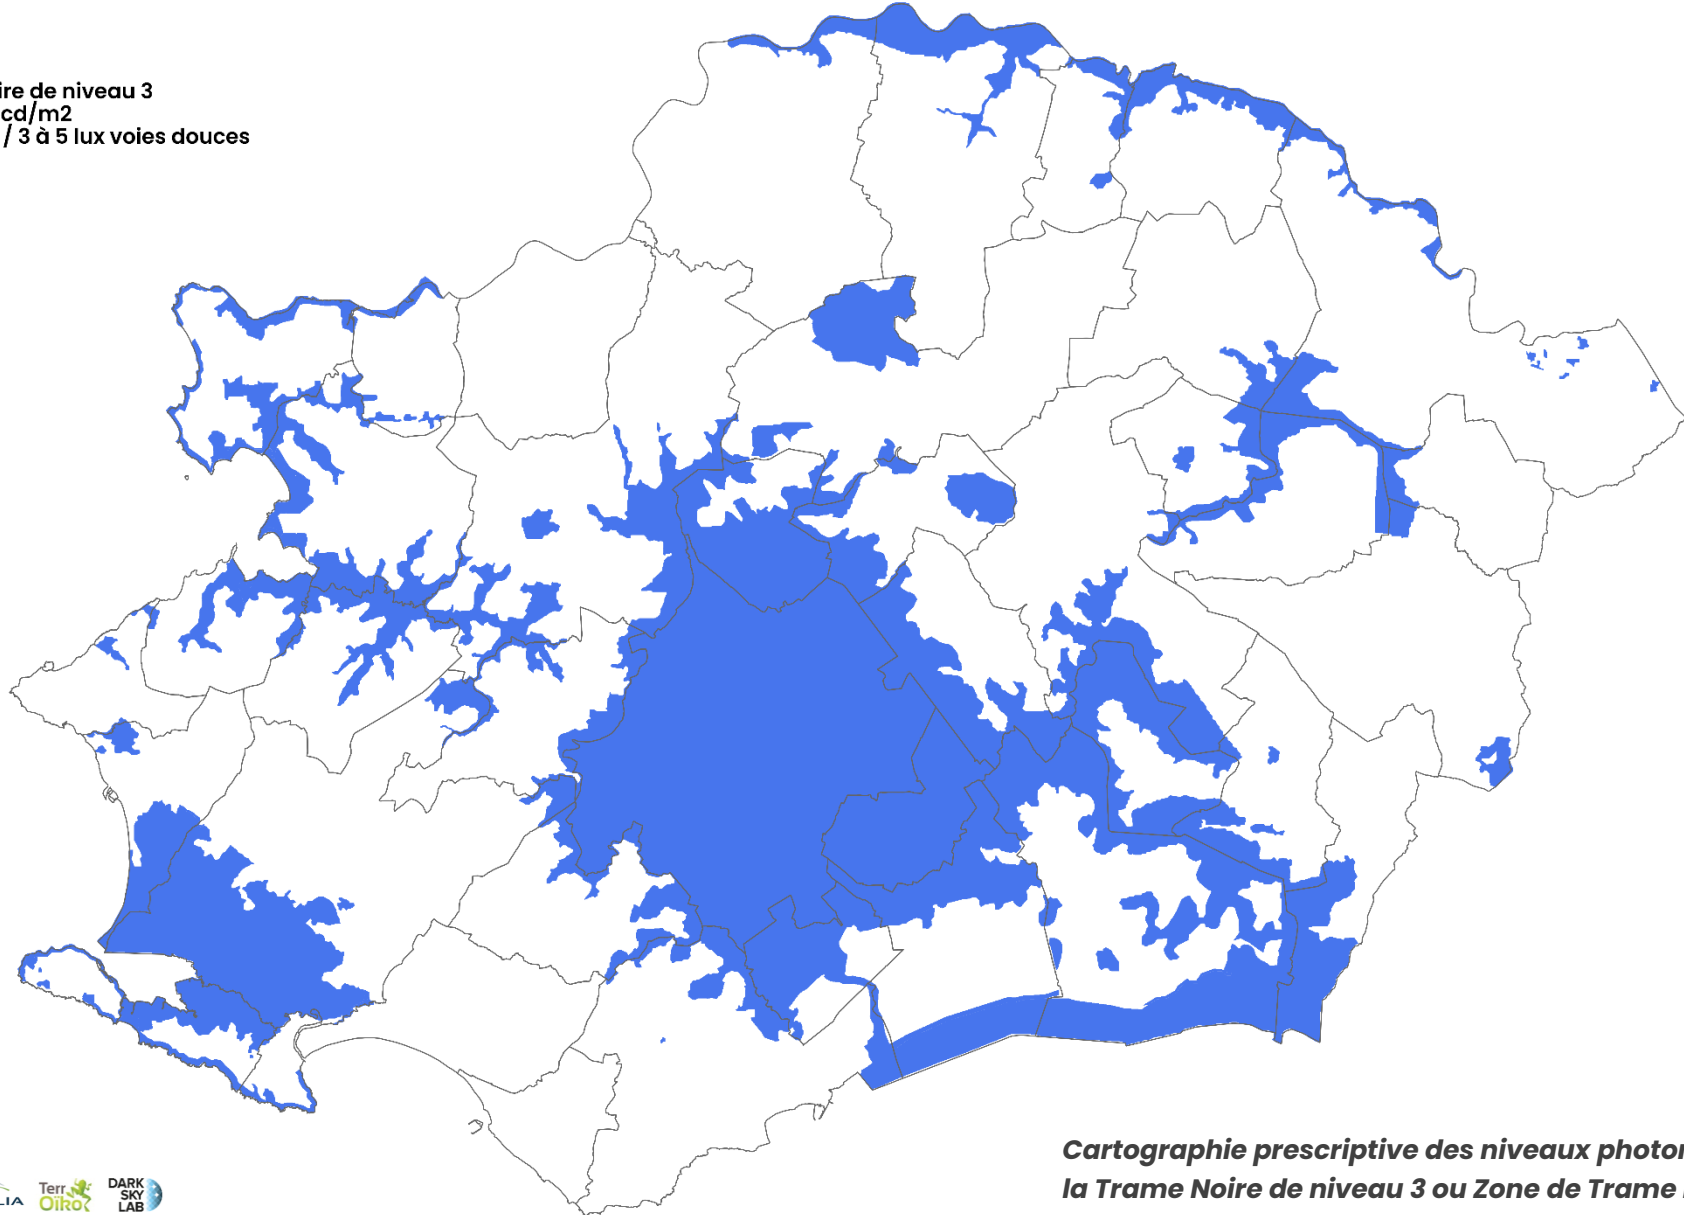 ire de niveau 3
cd/m2
/ 3 à 5 lux voies douces
LIA
Terr
Oïko
DARK
SKY
LAB
Cartographie prescriptive des niveaux photor
la Trame Noire de niveau 3 ou Zone de Trame